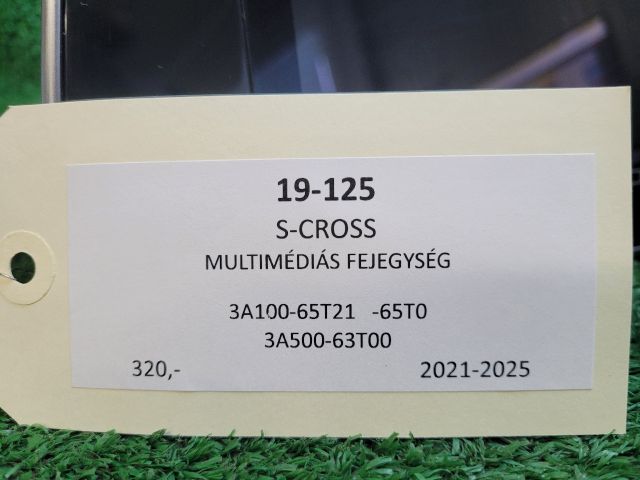 19-125
S-CROSS
MULTIMÉDIÁS FEJEGYSÉG
3A100-65T21 -65T0
3A500-63T00
320,- 2021-2025